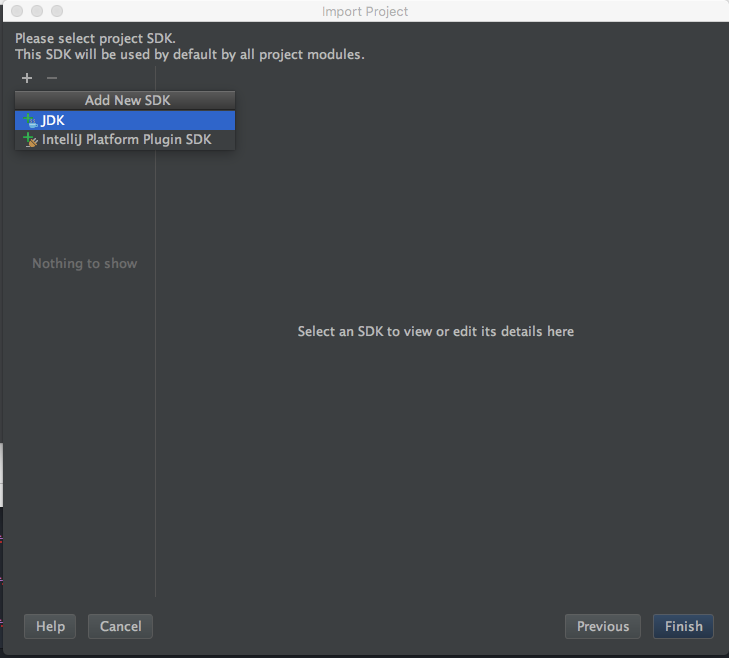 Import Project
Please select project SDK.
This SDK will be used by default by all project modules.
Add New SDK
JDK
IntelliJ Platform Plugin SDK
Nothing to show
Select an SDK to view or edit its details here
Help
Cancel
Previous
Finish